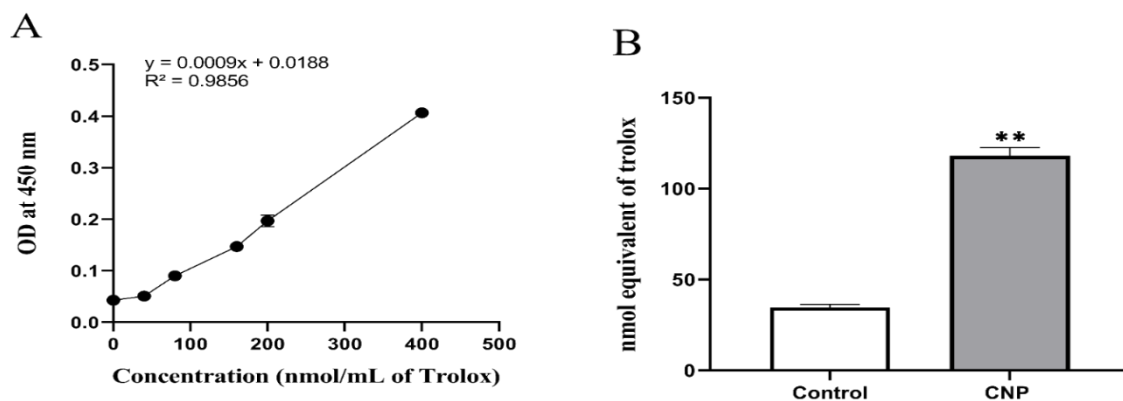 A
y = 0.0009x + 0.0188
R² = 0.9856
0.5
0.4
0.3
0.2
0.1
0.0
OD at 450 nm
0 100 200 300 400 500
Concentration (nmol/mL of Trolox)
B
150
100
50
0
nmol equivalent of trolox
**
Control CNP